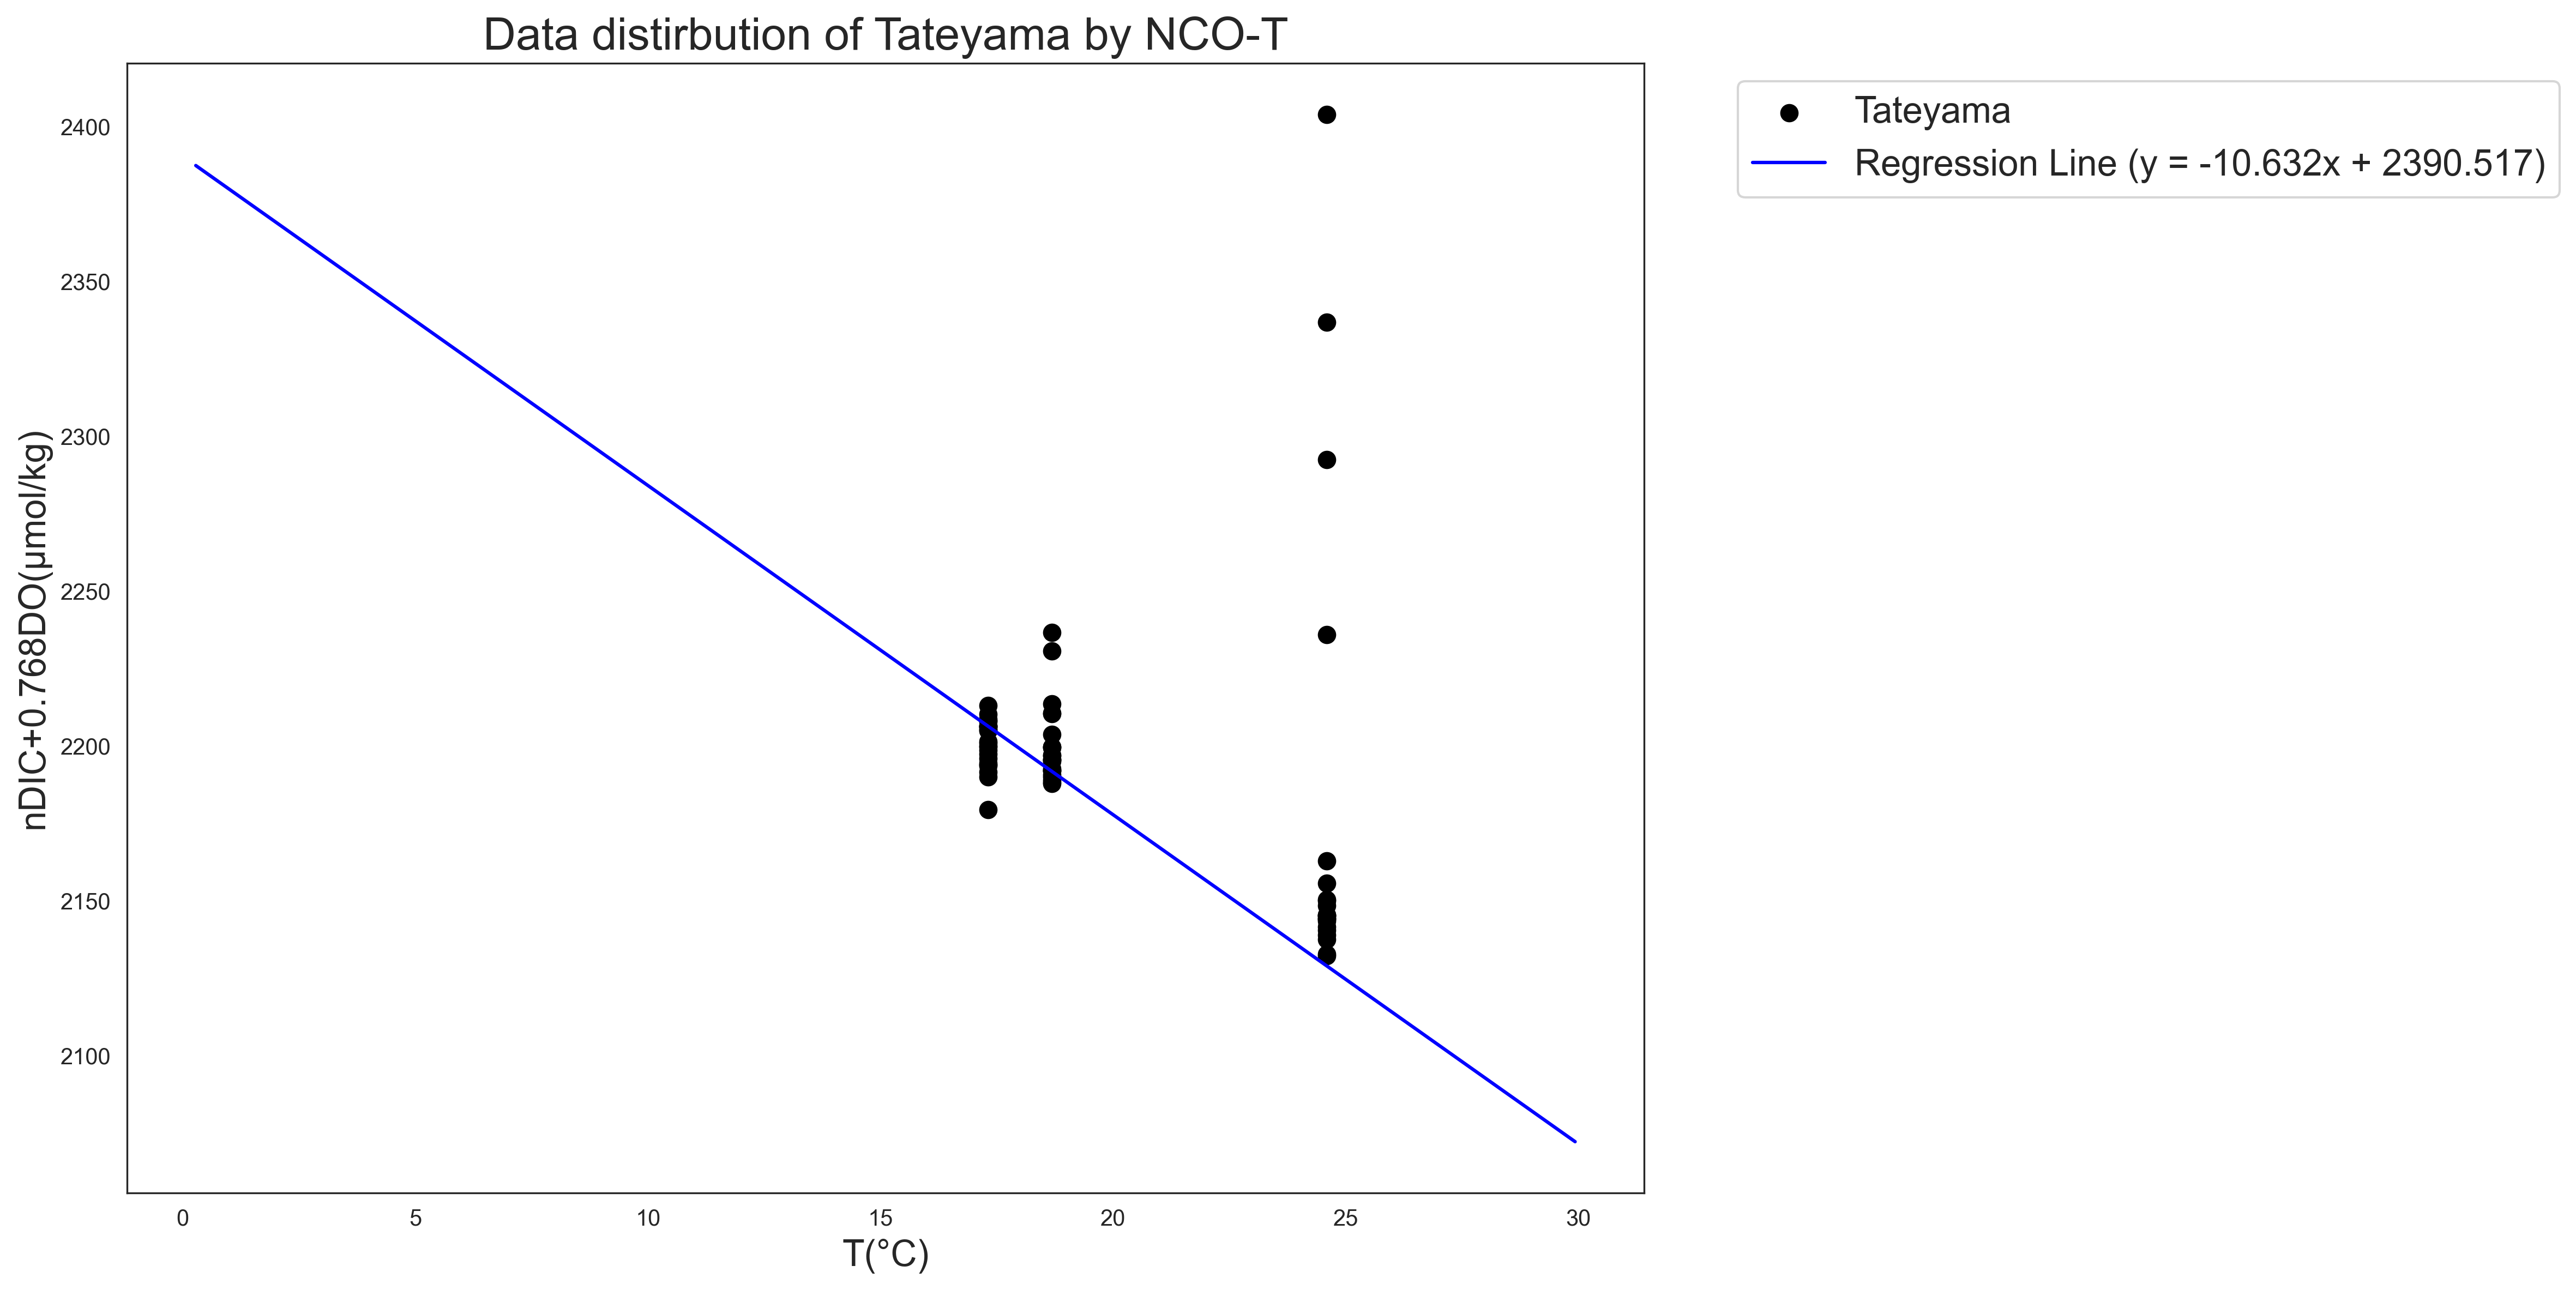 Data distirbution of Tateyama by NCO-T
Tateyama
Regression Line (y = -10.632x + 2390.517)
nDIC+0.768DO(μmol/kg)
2400
2350
2300
2250
2200
2150
2100
0 5 10 15 20 25 30
T(°C)